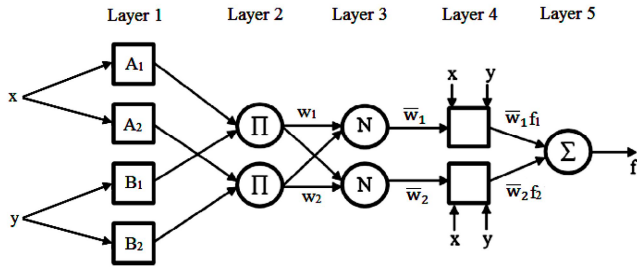 Layer 1 Layer 2 Layer 3 Layer 4 Layer 5
A₁
x y
x
w₁ w̅₁ w̅₁f₁
A₂ Π N
Σ
f
B₁ Π N
w₂ w̅₂ w̅₂f₂
y
B₂ x y